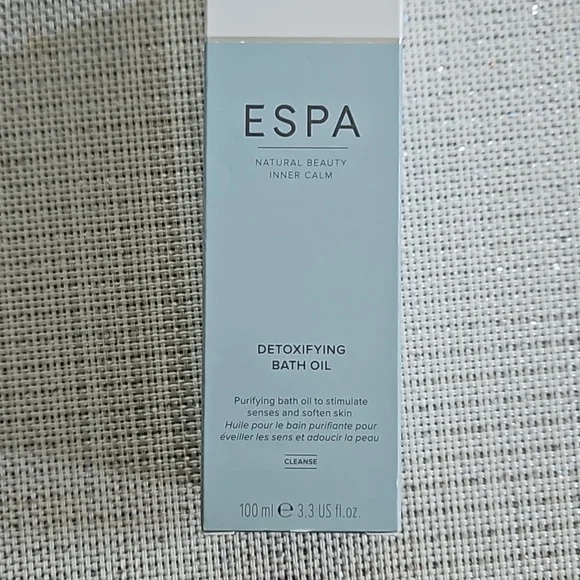 ESPA
NATURAL BEAUTY
INNER CALM
DETOXIFYING
BATH OIL
Purifying bath oil to stimulate
senses and soften skin
Huile pour le bain purifiante pour
éveiller les sens et adoucir la peau
CLEANSE
100 ml ℮ 3.3 US fl.oz.